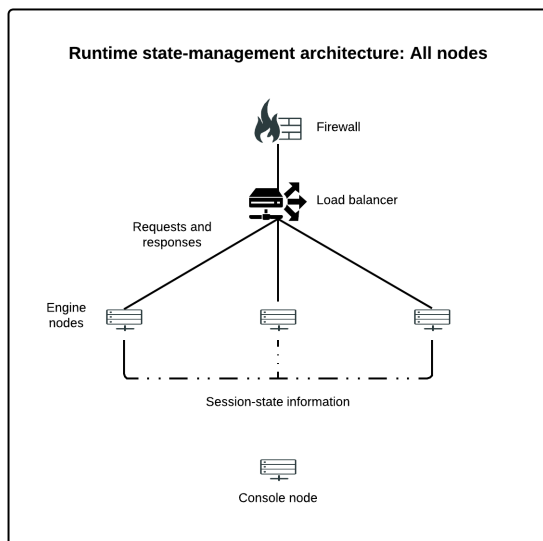 Runtime state-management architecture: All nodes
Firewall
Load balancer
Requests and
responses
Engine
nodes
Session-state information
Console node